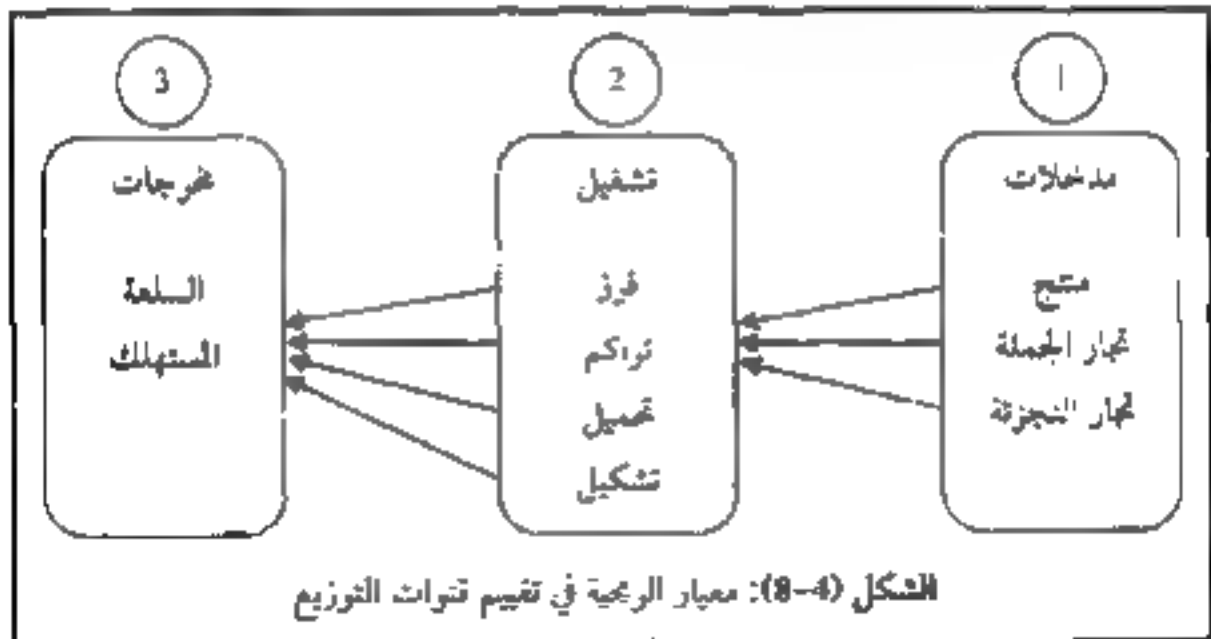 1
مدخلات
منتج
تجار الجملة
تجار التجزئة
2
تشغيل
فرز
تراكم
تحميل
تشكيل
3
مخرجات
السلعة
المستهلك
الشكل (4-8): معيار الربحية في تقييم قنوات التوزيع